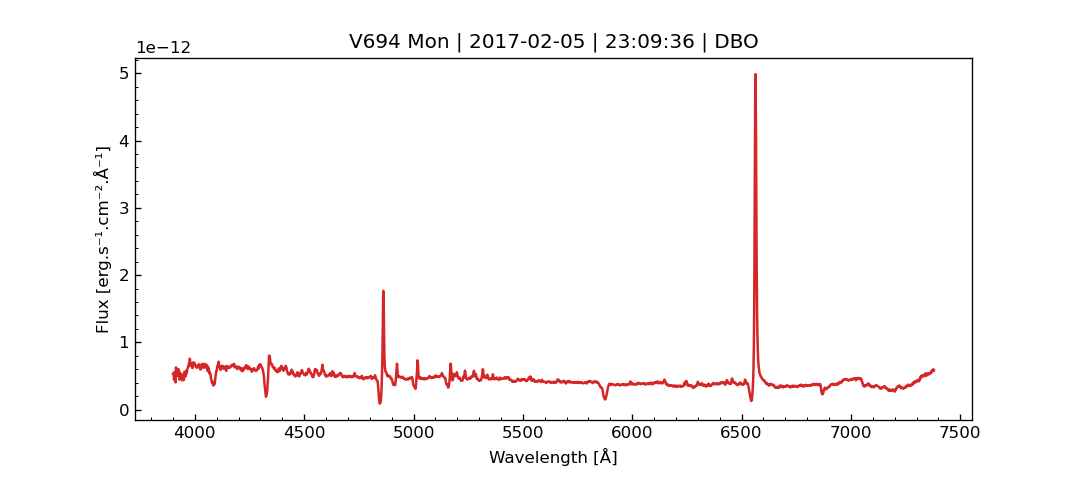 V694 Mon | 2017-02-05 | 23:09:36 | DBO
1e−12
5
4
3
2
1
0
Flux [erg.s⁻¹.cm⁻².Å⁻¹]
4000 4500 5000 5500 6000 6500 7000 7500
Wavelength [Å]